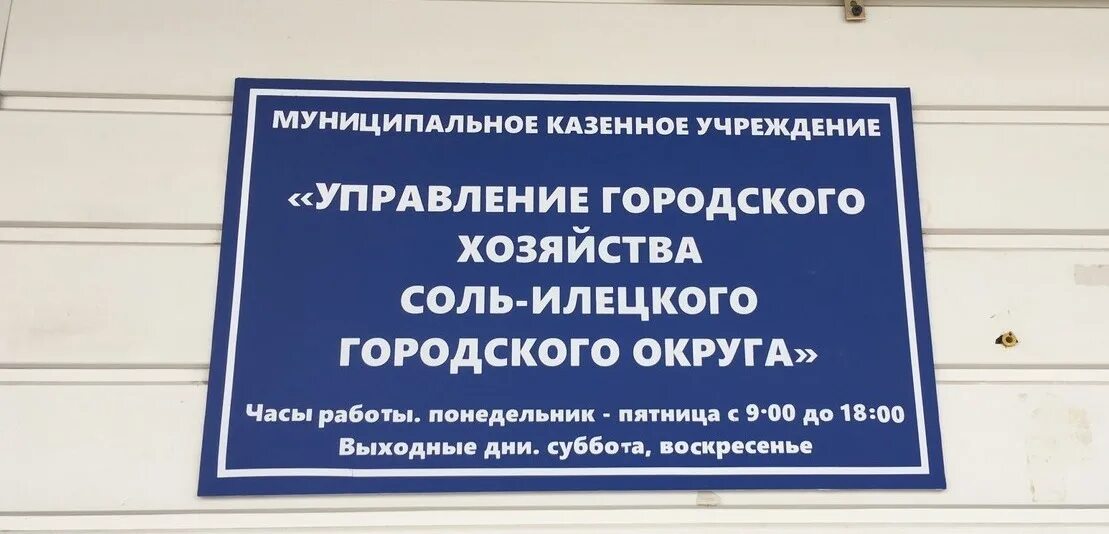 МУНИЦИПАЛЬНОЕ КАЗЕННОЕ УЧРЕЖДЕНИЕ
«УПРАВЛЕНИЕ ГОРОДСКОГО
ХОЗЯЙСТВА
СОЛЬ-ИЛЕЦКОГО
ГОРОДСКОГО ОКРУГА»
Часы работы. понедельник - пятница с 9·00 до 18:00
Выходные дни. суббота, воскресенье